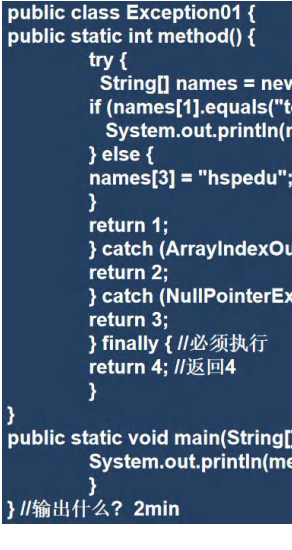 public class Exception01 {
public static int method() {
try {
String[] names = new
if (names[1].equals("t
System.out.println(
} else {
names[3] = "hspedu";
}
return 1;
} catch (ArrayIndexOu
return 2;
} catch (NullPointerEx
return 3;
} finally { //必须执行
return 4; //返回4
}
}
public static void main(String[
System.out.println(me
}
} //输出什么? 2min